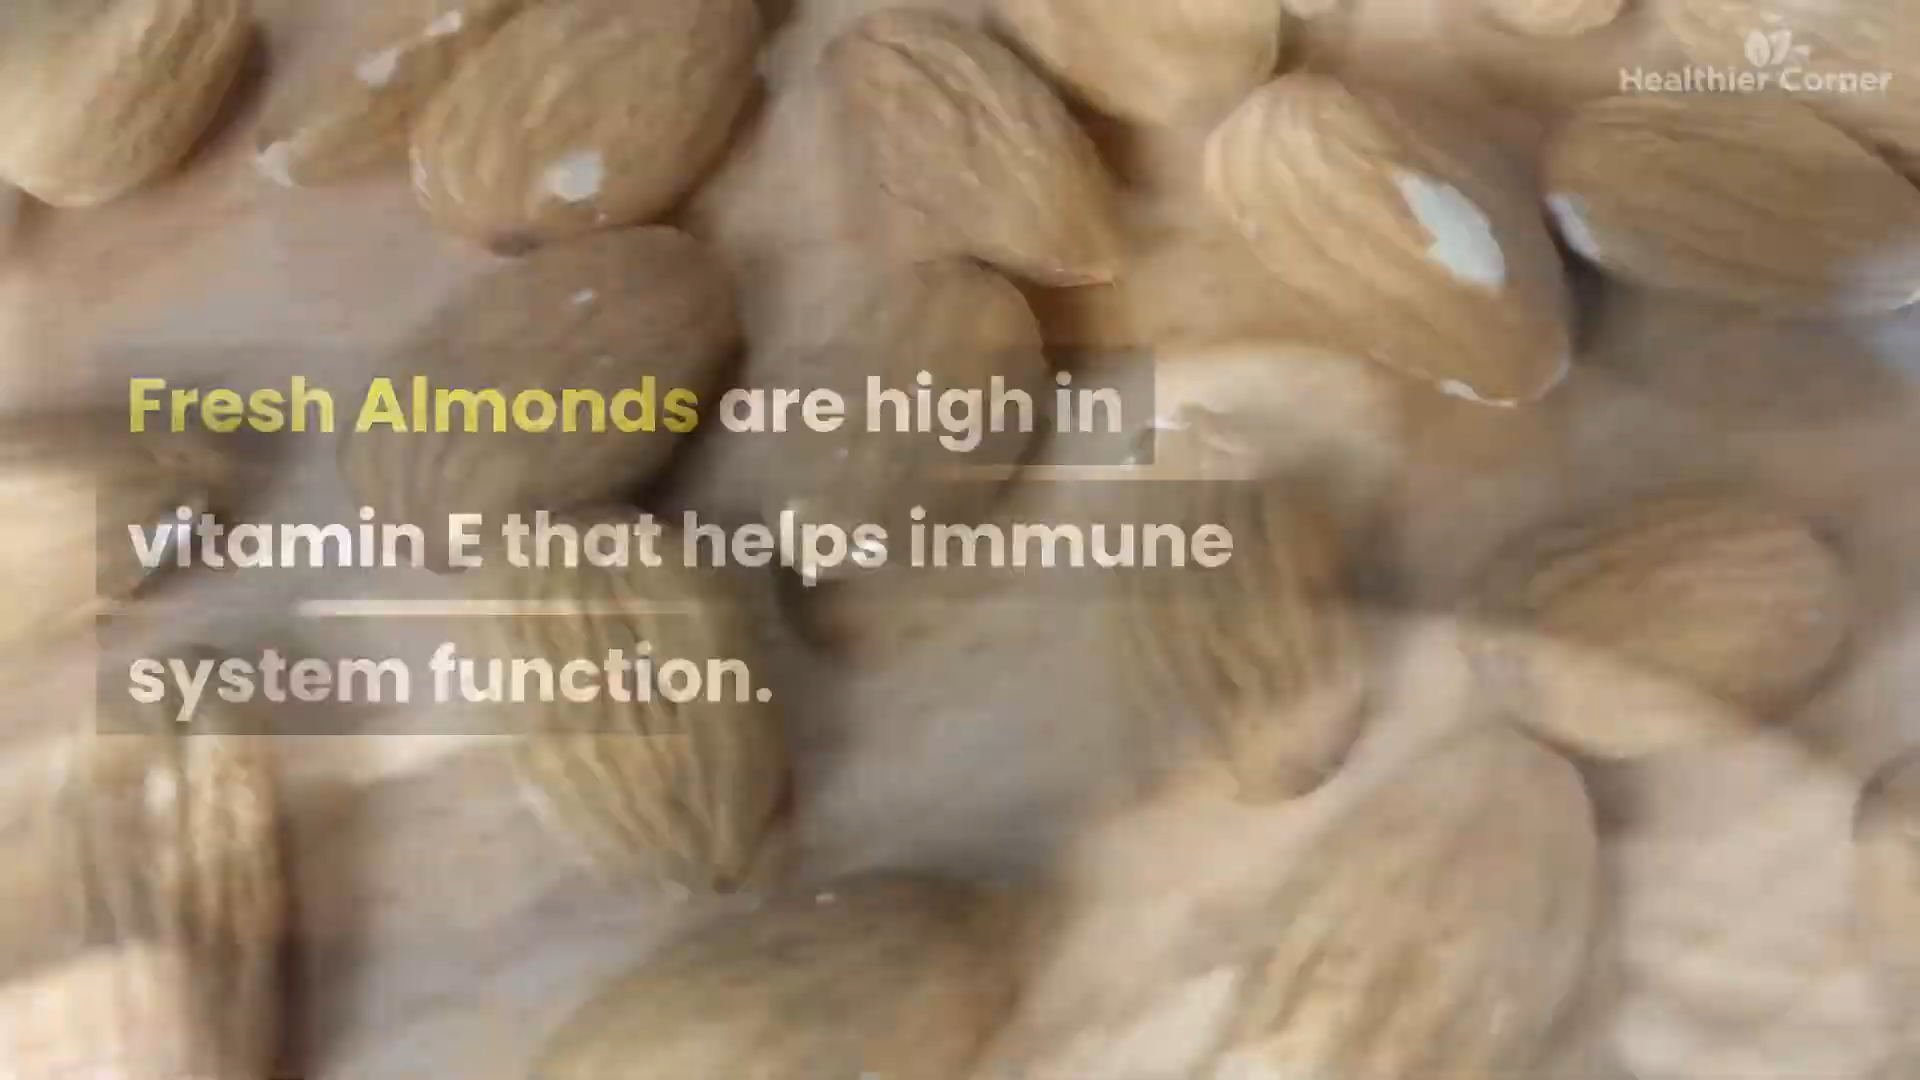 Healthier Corner
Fresh Almonds are high in
vitamin E that helps immune
system function.